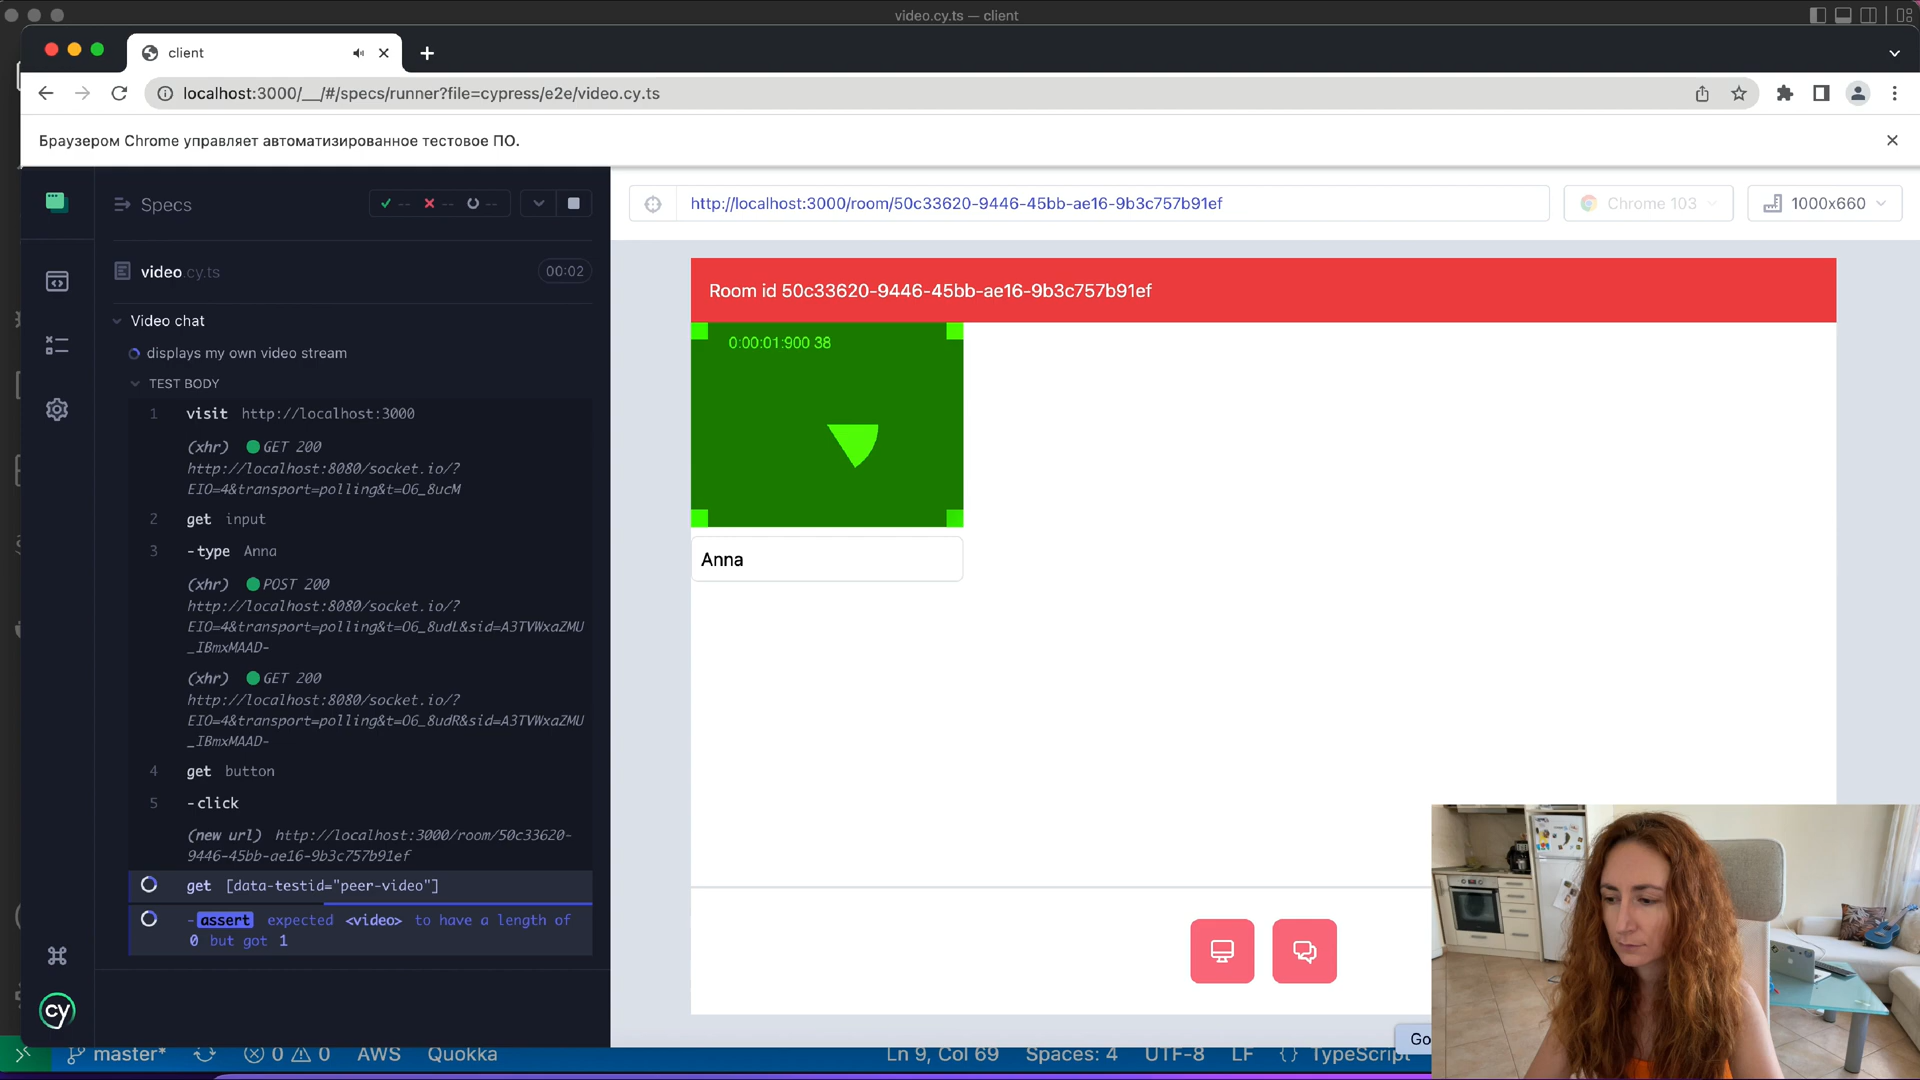 video.cy.ts — client
client
localhost:3000/__/#/specs/runner?file=cypress/e2e/video.cy.ts
Браузером Chrome управляет автоматизированное тестовое ПО.
Specs
-- -- --
http://localhost:3000/room/50c33620-9446-45bb-ae16-9b3c757b91ef
Chrome 103
1000x660
video.cy.ts
00:02
Video chat
displays my own video stream
TEST BODY
1 visit http://localhost:3000
(xhr) GET 200
http://localhost:8080/socket.io/?
EIO=4&transport=polling&t=O6_8ucM
2 get input
3 -type Anna
(xhr) POST 200
http://localhost:8080/socket.io/?
EIO=4&transport=polling&t=O6_8udL&sid=A3TVWxaZMU
_IBmxMAAD-
(xhr) GET 200
http://localhost:8080/socket.io/?
EIO=4&transport=polling&t=O6_8udR&sid=A3TVWxaZMU
_IBmxMAAD-
4 get button
5 -click
(new url) http://localhost:3000/room/50c33620-
9446-45bb-ae16-9b3c757b91ef
get [data-testid="peer-video"]
-assert expected <video> to have a length of
0 but got 1
cy
Room id 50c33620-9446-45bb-ae16-9b3c757b91ef
0:00:01:900 38
Anna
Go
master* 0 0 AWS Quokka
Ln 9, Col 69 Spaces: 4 UTF-8 LF {} TypeScript